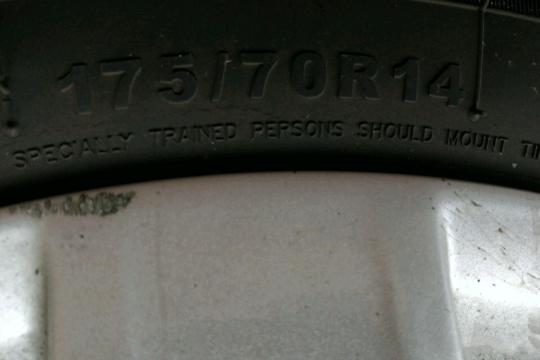 175/70R14
SPECIALLY TRAINED PERSONS SHOULD MOUNT